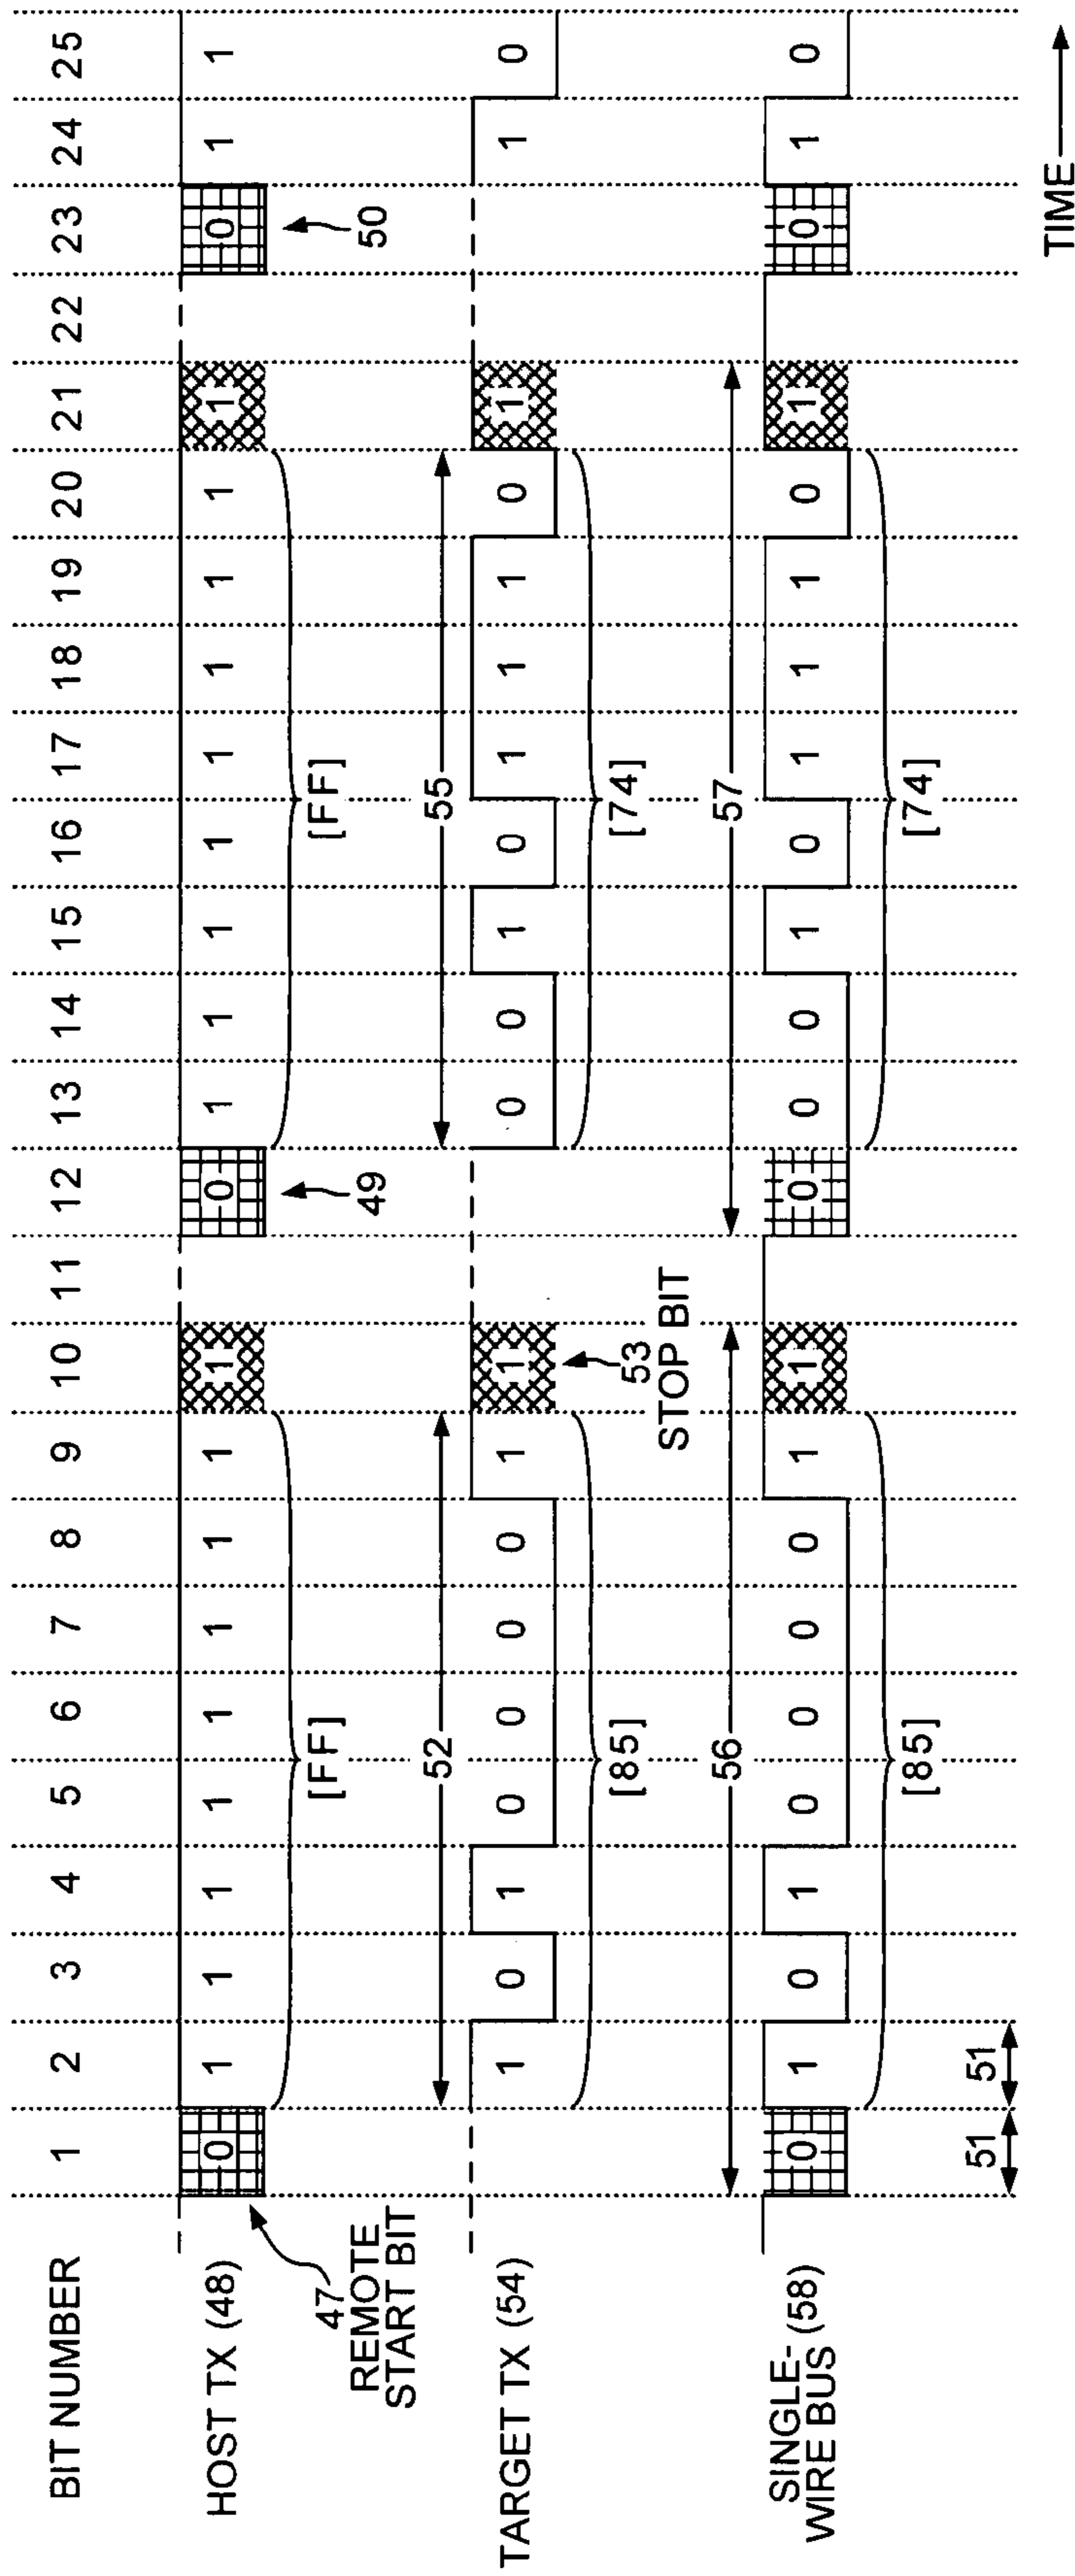 BIT NUMBER 1 2 3 4 5 6 7 8 9 10 11 12 13 14 15 16 17 18 19 20 21 22 23 24 25
HOST TX (48) 0 1 1 1 1 1 1 1 1 1 0 1 1 1 1 1 1 1 1 1 0 1 1
47
REMOTE
START BIT
[FF] 49 [FF] 50
52 55
TARGET TX (54) 1 0 1 0 0 0 0 1 1 0 0 1 0 1 1 1 0 1 1 0
[85] [74]
53
STOP BIT
56 57
SINGLE-
WIRE BUS (58) 0 1 0 1 0 0 0 0 1 1 0 0 0 1 0 1 1 1 0 1 0 1 0
[85] [74]
51 51
TIME